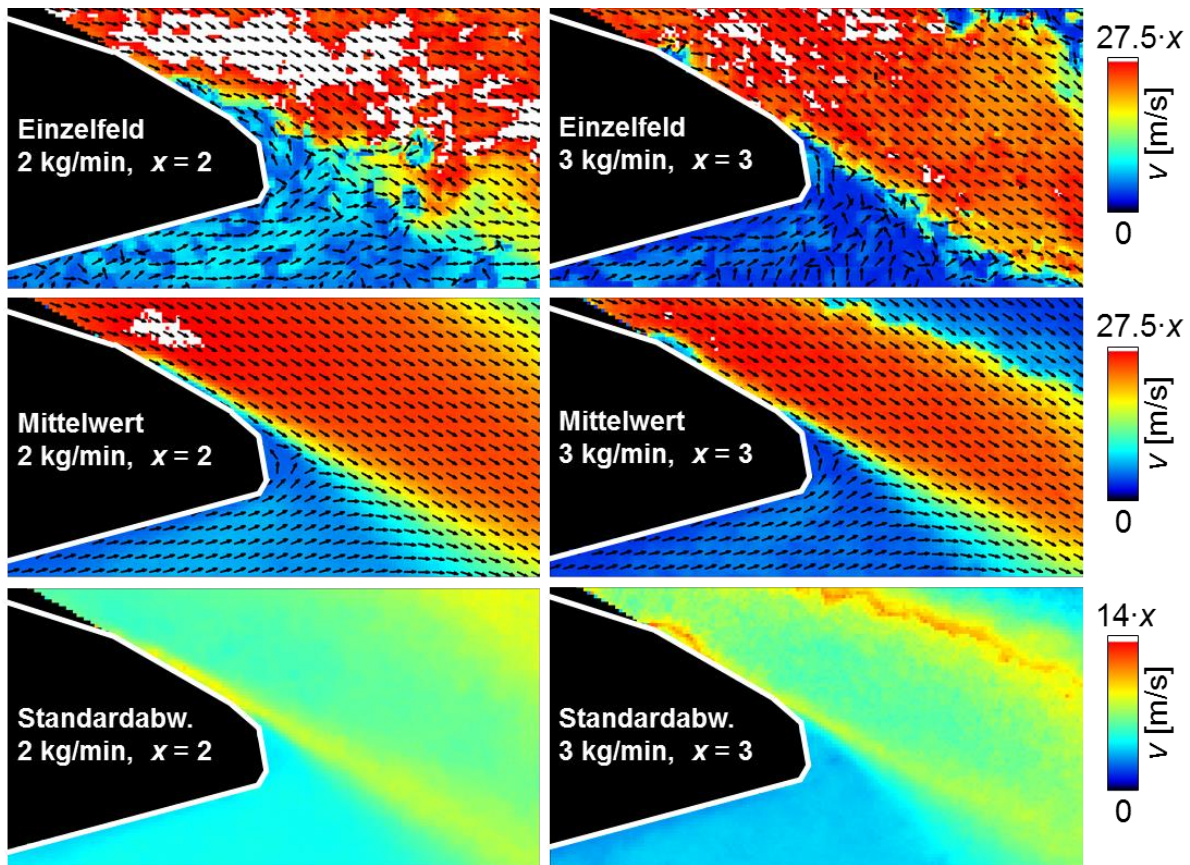 Einzelfeld
2 kg/min, x = 2
Einzelfeld
3 kg/min, x = 3
27.5·x
v [m/s]
0
Mittelwert
2 kg/min, x = 2
Mittelwert
3 kg/min, x = 3
27.5·x
v [m/s]
0
Standardabw.
2 kg/min, x = 2
Standardabw.
3 kg/min, x = 3
14·x
v [m/s]
0